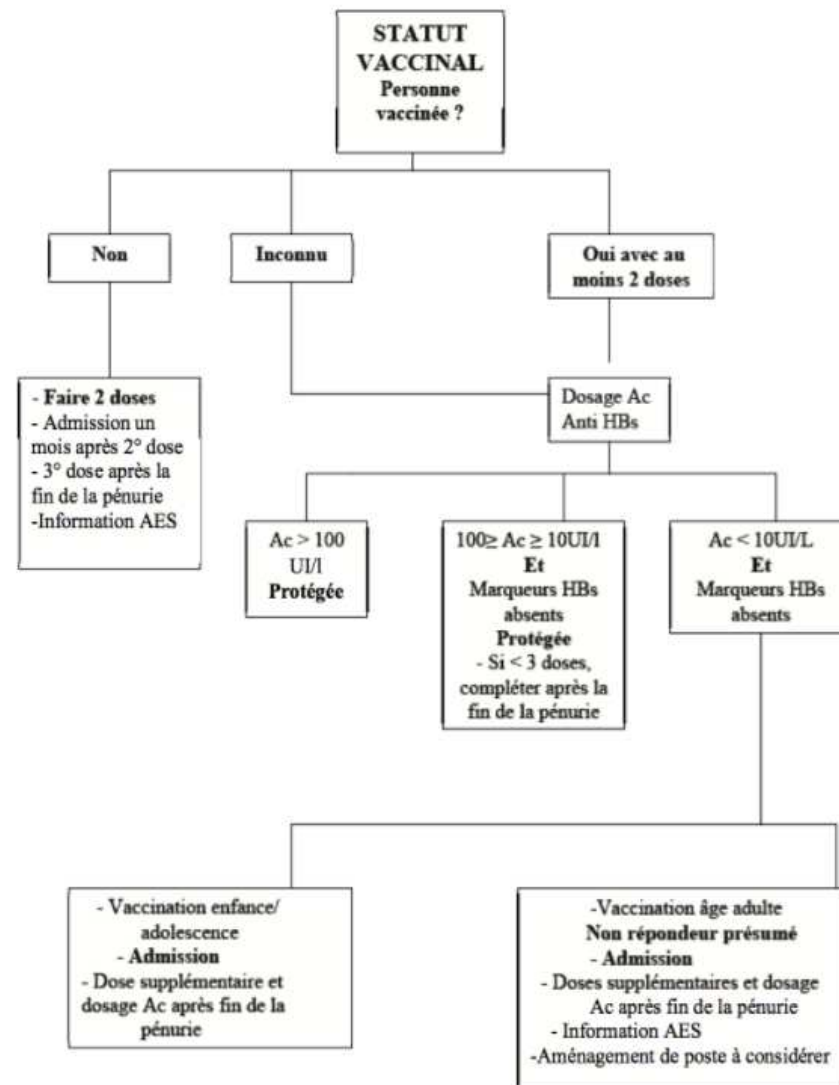 STATUT
VACCINAL
Personne
vaccinée ?
Non
Inconnu
Oui avec au
moins 2 doses
- Faire 2 doses
- Admission un
mois après 2° dose
- 3° dose après la
fin de la pénurie
-Information AES
Dosage Ac
Anti HBs
Ac > 100
UI/l
Protégée
100≥ Ac ≥ 10UI/l
Et
Marqueurs HBs
absents
Protégée
- Si < 3 doses,
compléter après la
fin de la pénurie
Ac < 10UI/L
Et
Marqueurs HBs
absents
- Vaccination enfance/
adolescence
- Admission
- Dose supplémentaire et
dosage Ac après fin de la
pénurie
-Vaccination âge adulte
Non répondeur présumé
- Admission
- Doses supplémentaires et dosage
Ac après fin de la pénurie
- Information AES
-Aménagement de poste à considérer